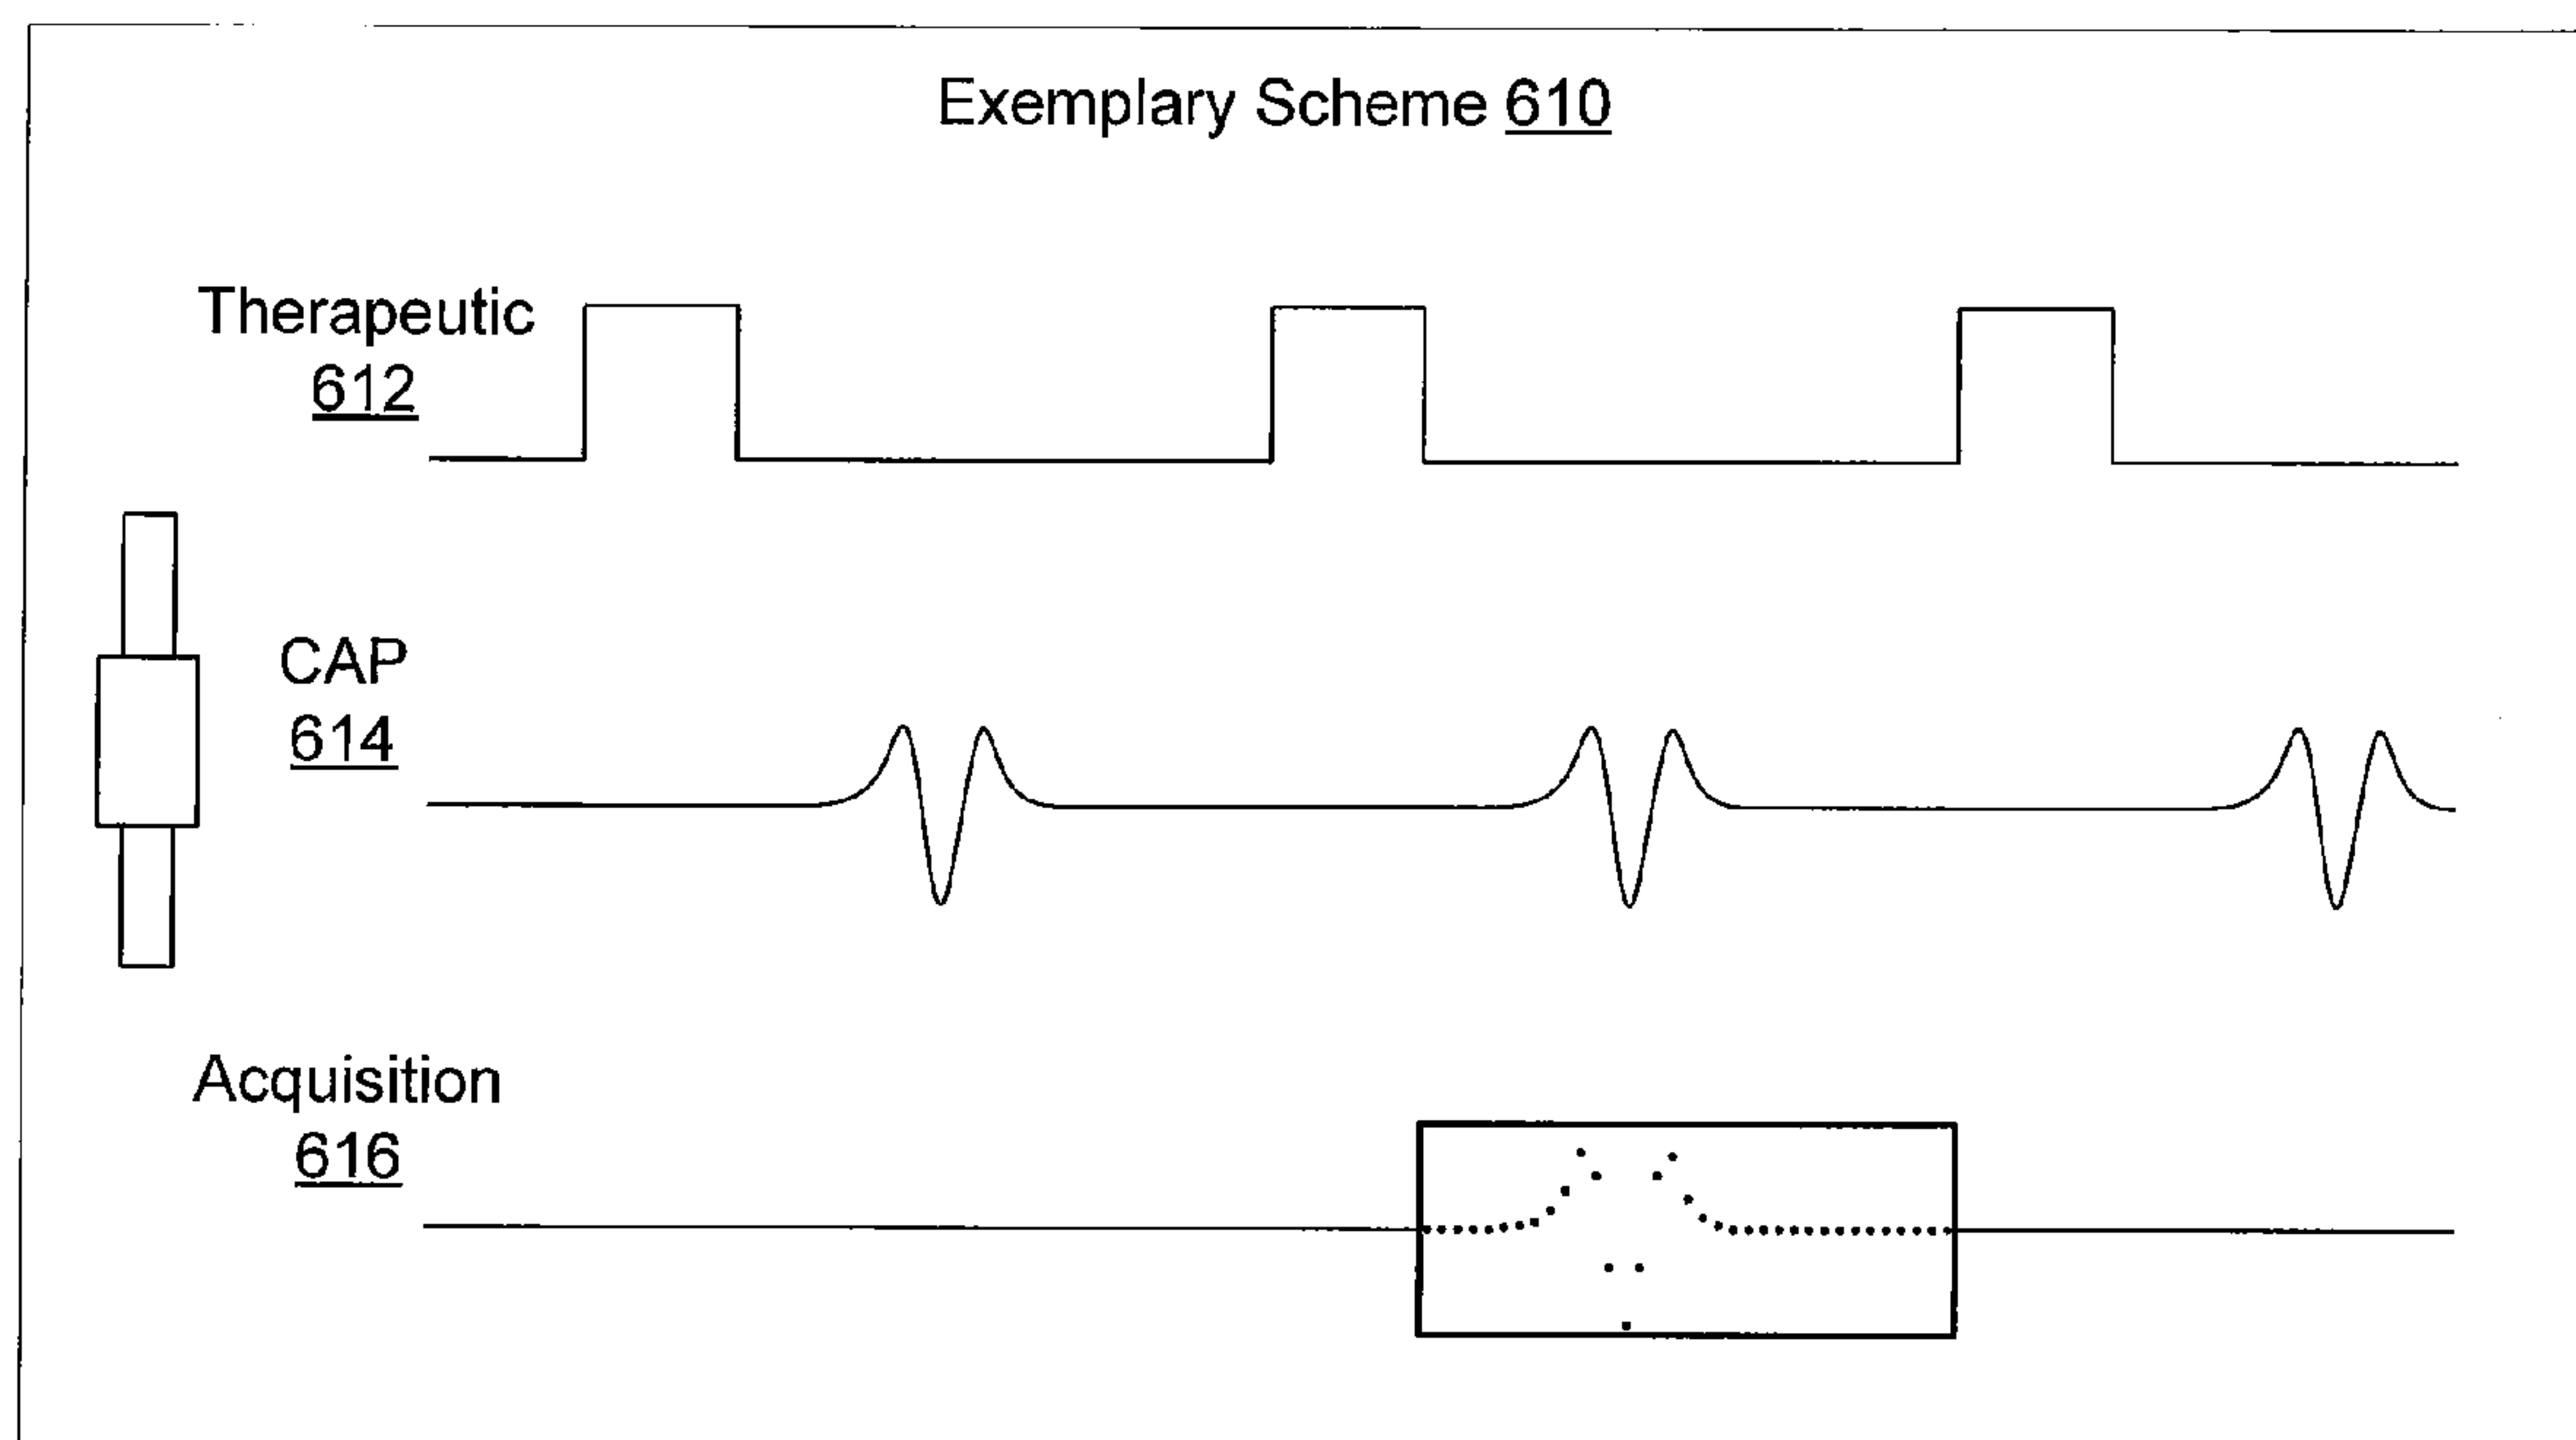 Exemplary Scheme 610
Therapeutic
612
CAP
614
Acquisition
616